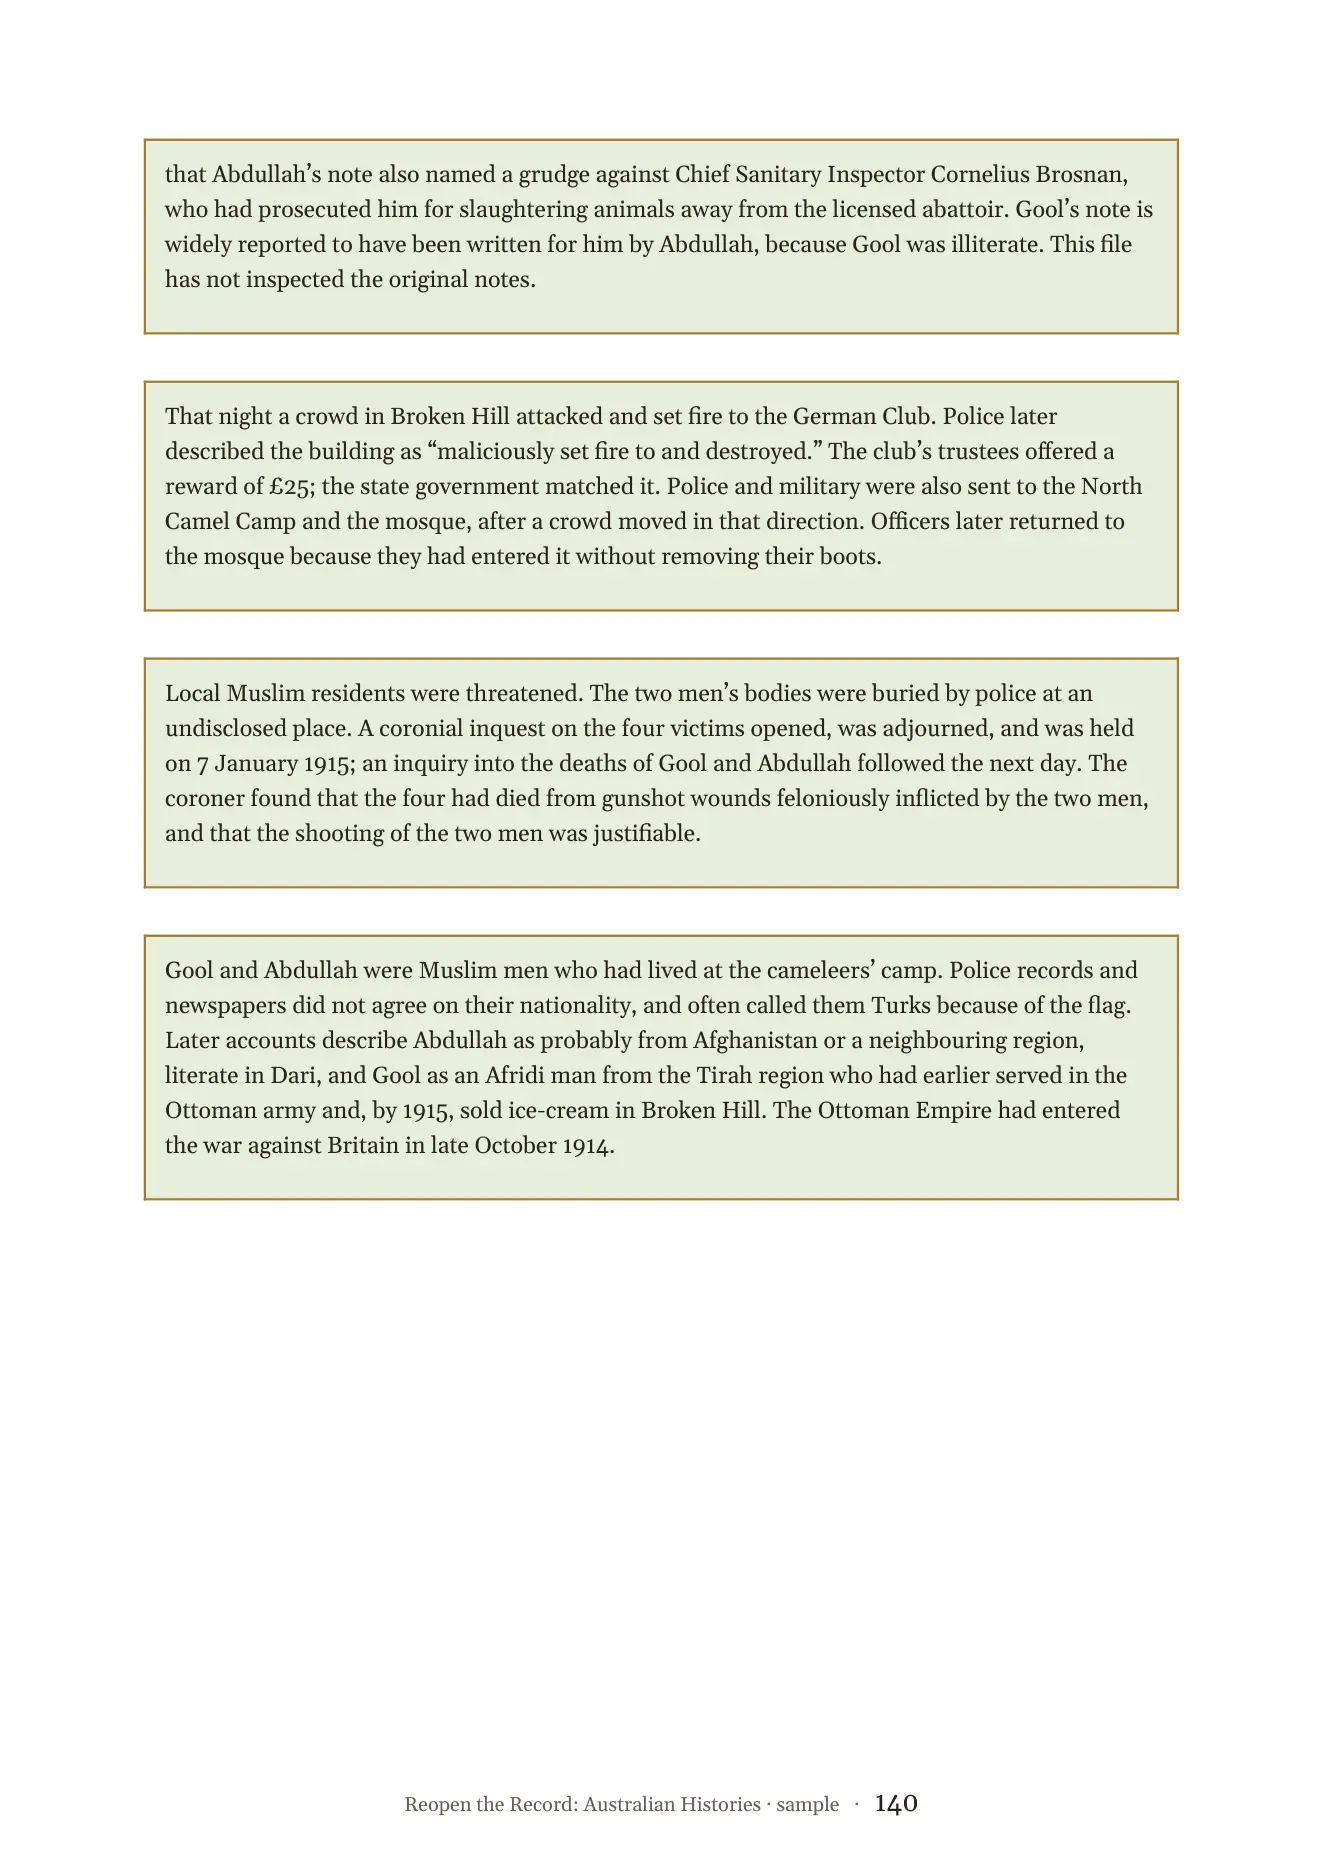 that Abdullah’s note also named a grudge against Chief Sanitary Inspector Cornelius Brosnan,
who had prosecuted him for slaughtering animals away from the licensed abattoir. Gool’s note is
widely reported to have been written for him by Abdullah, because Gool was illiterate. This file
has not inspected the original notes.
That night a crowd in Broken Hill attacked and set fire to the German Club. Police later
described the building as “maliciously set fire to and destroyed.” The club’s trustees offered a
reward of £25; the state government matched it. Police and military were also sent to the North
Camel Camp and the mosque, after a crowd moved in that direction. Officers later returned to
the mosque because they had entered it without removing their boots.
Local Muslim residents were threatened. The two men’s bodies were buried by police at an
undisclosed place. A coronial inquest on the four victims opened, was adjourned, and was held
on 7 January 1915; an inquiry into the deaths of Gool and Abdullah followed the next day. The
coroner found that the four had died from gunshot wounds feloniously inflicted by the two men,
and that the shooting of the two men was justifiable.
Gool and Abdullah were Muslim men who had lived at the cameleers’ camp. Police records and
newspapers did not agree on their nationality, and often called them Turks because of the flag.
Later accounts describe Abdullah as probably from Afghanistan or a neighbouring region,
literate in Dari, and Gool as an Afridi man from the Tirah region who had earlier served in the
Ottoman army and, by 1915, sold ice-cream in Broken Hill. The Ottoman Empire had entered
the war against Britain in late October 1914.
Reopen the Record: Australian Histories · sample · 140